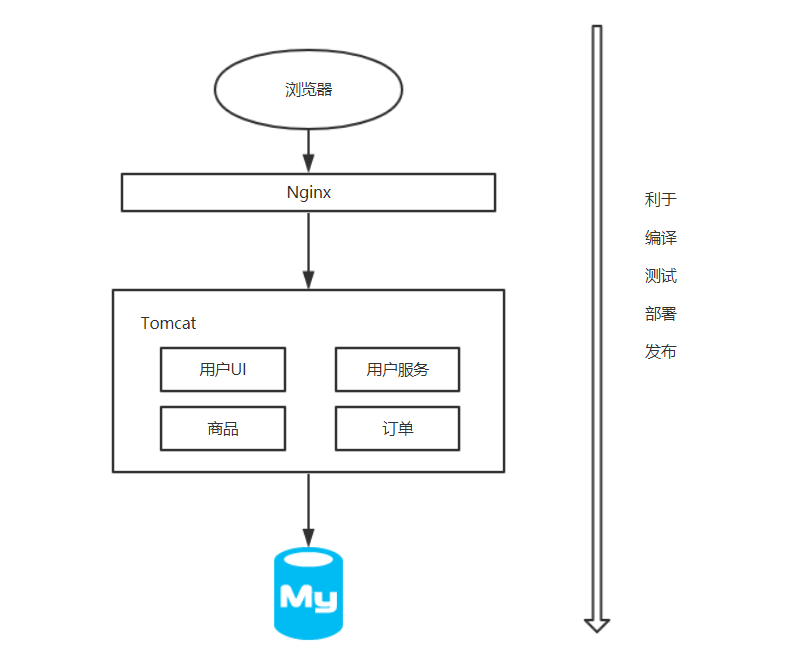 浏览器
Nginx
Tomcat
用户UI
用户服务
商品
订单
My
利于
编译
测试
部署
发布